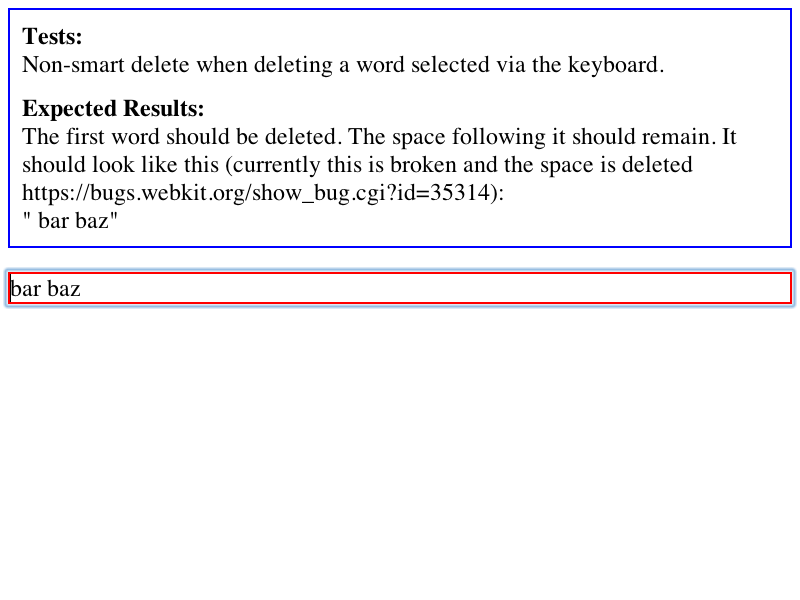 Tests:
Non-smart delete when deleting a word selected via the keyboard.
Expected Results:
The first word should be deleted. The space following it should remain. It
should look like this (currently this is broken and the space is deleted
https://bugs.webkit.org/show_bug.cgi?id=35314):
" bar baz"
bar baz